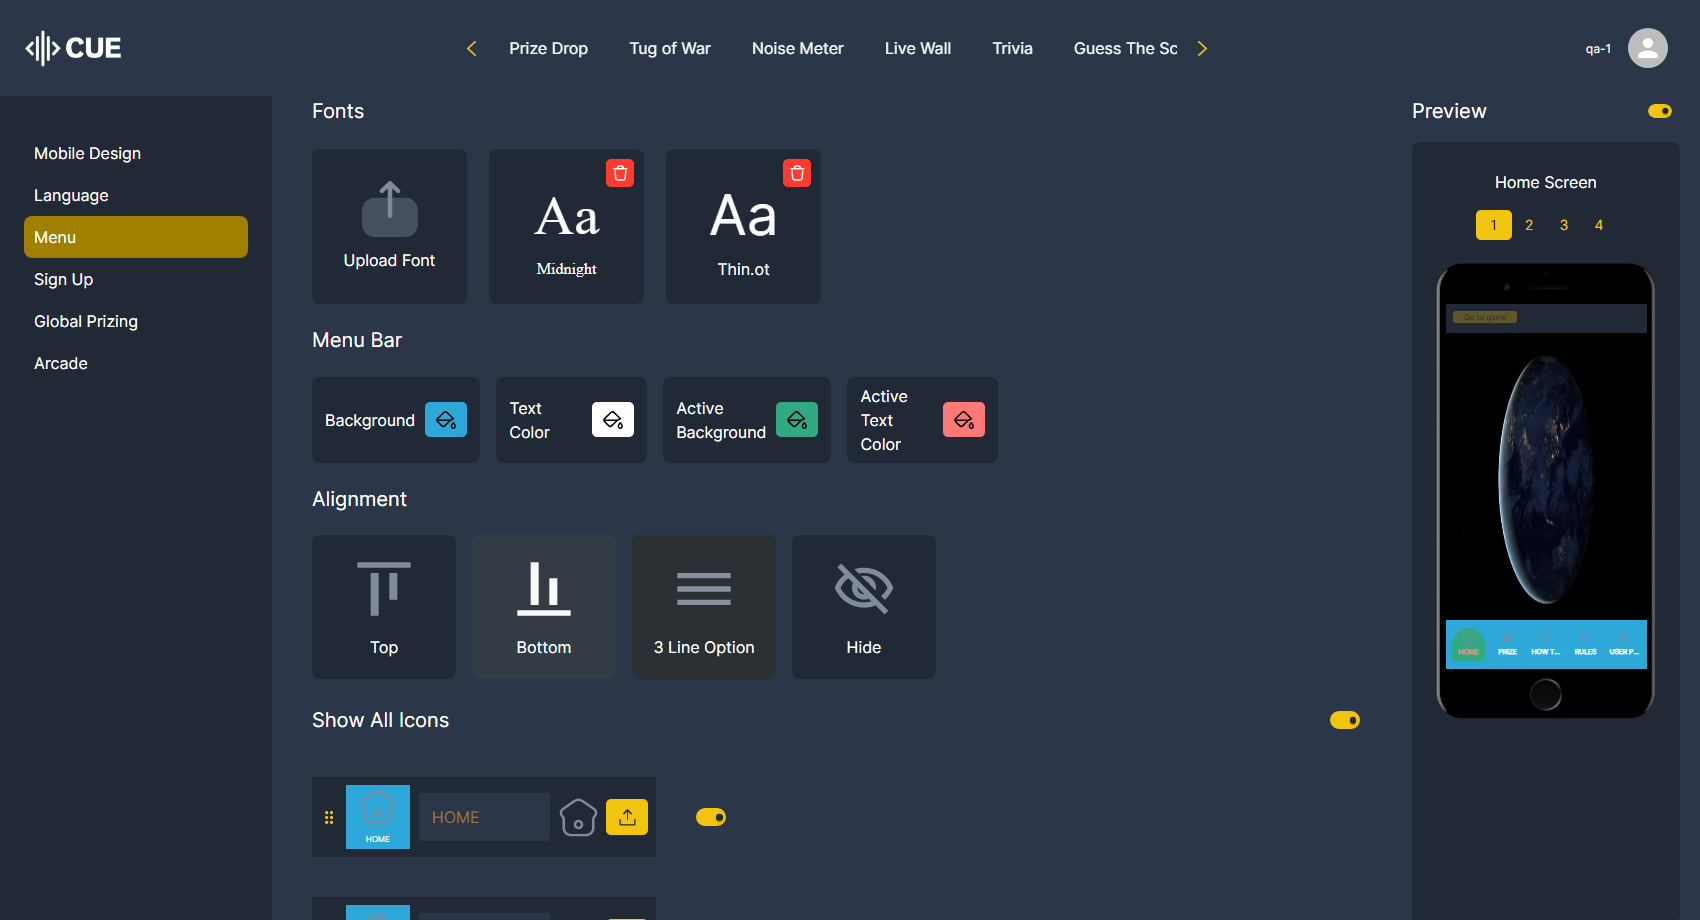 CUE
Prize Drop
Tug of War
Noise Meter
Live Wall
Trivia
Guess The Sc
qa-1
Mobile Design
Language
Menu
Sign Up
Global Prizing
Arcade
Fonts
Upload Font
Aa
Midnight
Aa
Thin.ot
Menu Bar
Background
Text
Color
Active
Background
Active
Text
Color
Alignment
Top
Bottom
3 Line Option
Hide
Show All Icons
HOME
HOME
Preview
Home Screen
1 2 3 4
Go to game
HOME
PRIZE
HOW T...
RULES
USER P...